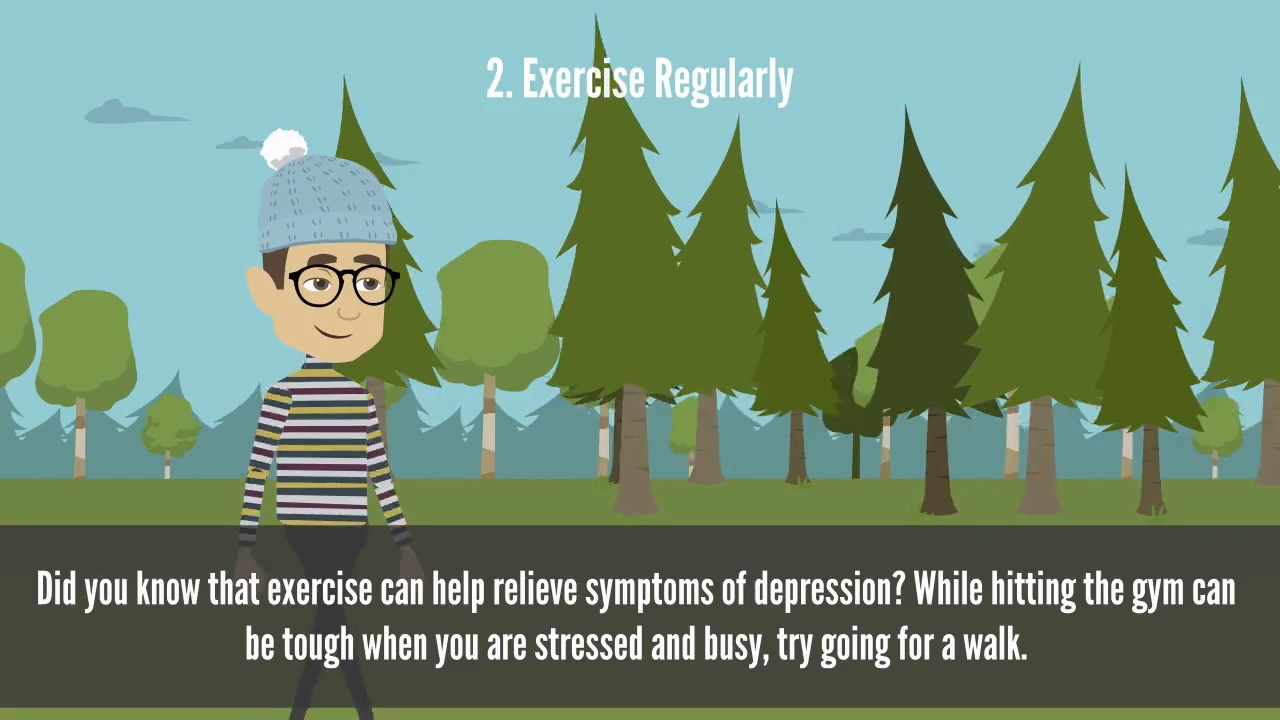 2. Exercise Regularly
Did you know that exercise can help relieve symptoms of depression? While hitting the gym can
be tough when you are stressed and busy, try going for a walk.